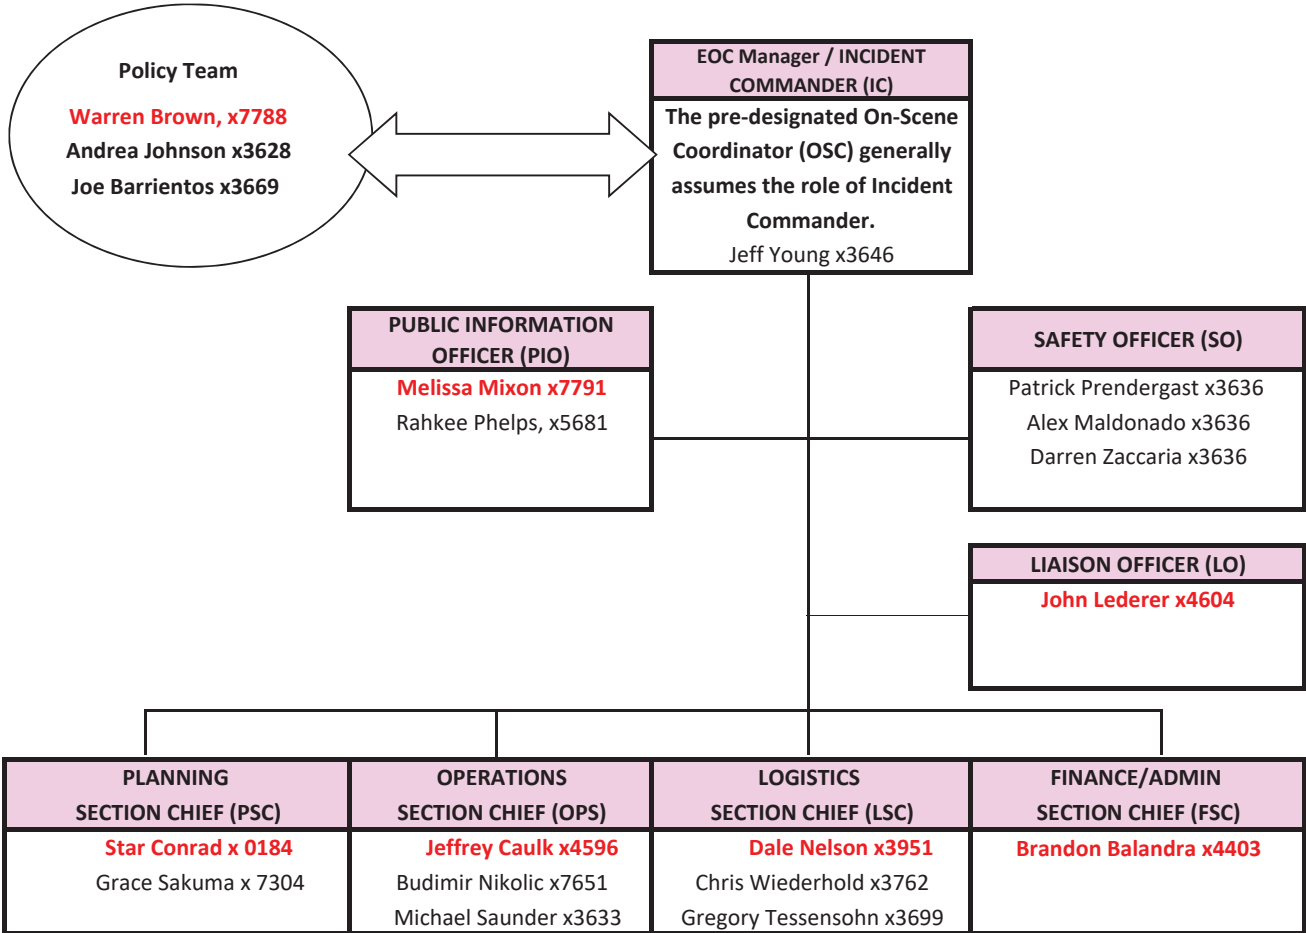 Policy Team
Warren Brown, x7788
Andrea Johnson x3628
Joe Barrientos x3669
EOC Manager / INCIDENT
COMMANDER (IC)
The pre-designated On-Scene
Coordinator (OSC) generally
assumes the role of Incident
Commander.
Jeff Young x3646
PUBLIC INFORMATION
OFFICER (PIO)
Melissa Mixon x7791
Rahkee Phelps, x5681
SAFETY OFFICER (SO)
Patrick Prendergast x3636
Alex Maldonado x3636
Darren Zaccaria x3636
LIAISON OFFICER (LO)
John Lederer x4604
PLANNING
SECTION CHIEF (PSC)
Star Conrad x 0184
Grace Sakuma x 7304
OPERATIONS
SECTION CHIEF (OPS)
Jeffrey Caulk x4596
Budimir Nikolic x7651
Michael Saunder x3633
LOGISTICS
SECTION CHIEF (LSC)
Dale Nelson x3951
Chris Wiederhold x3762
Gregory Tessensohn x3699
FINANCE/ADMIN
SECTION CHIEF (FSC)
Brandon Balandra x4403